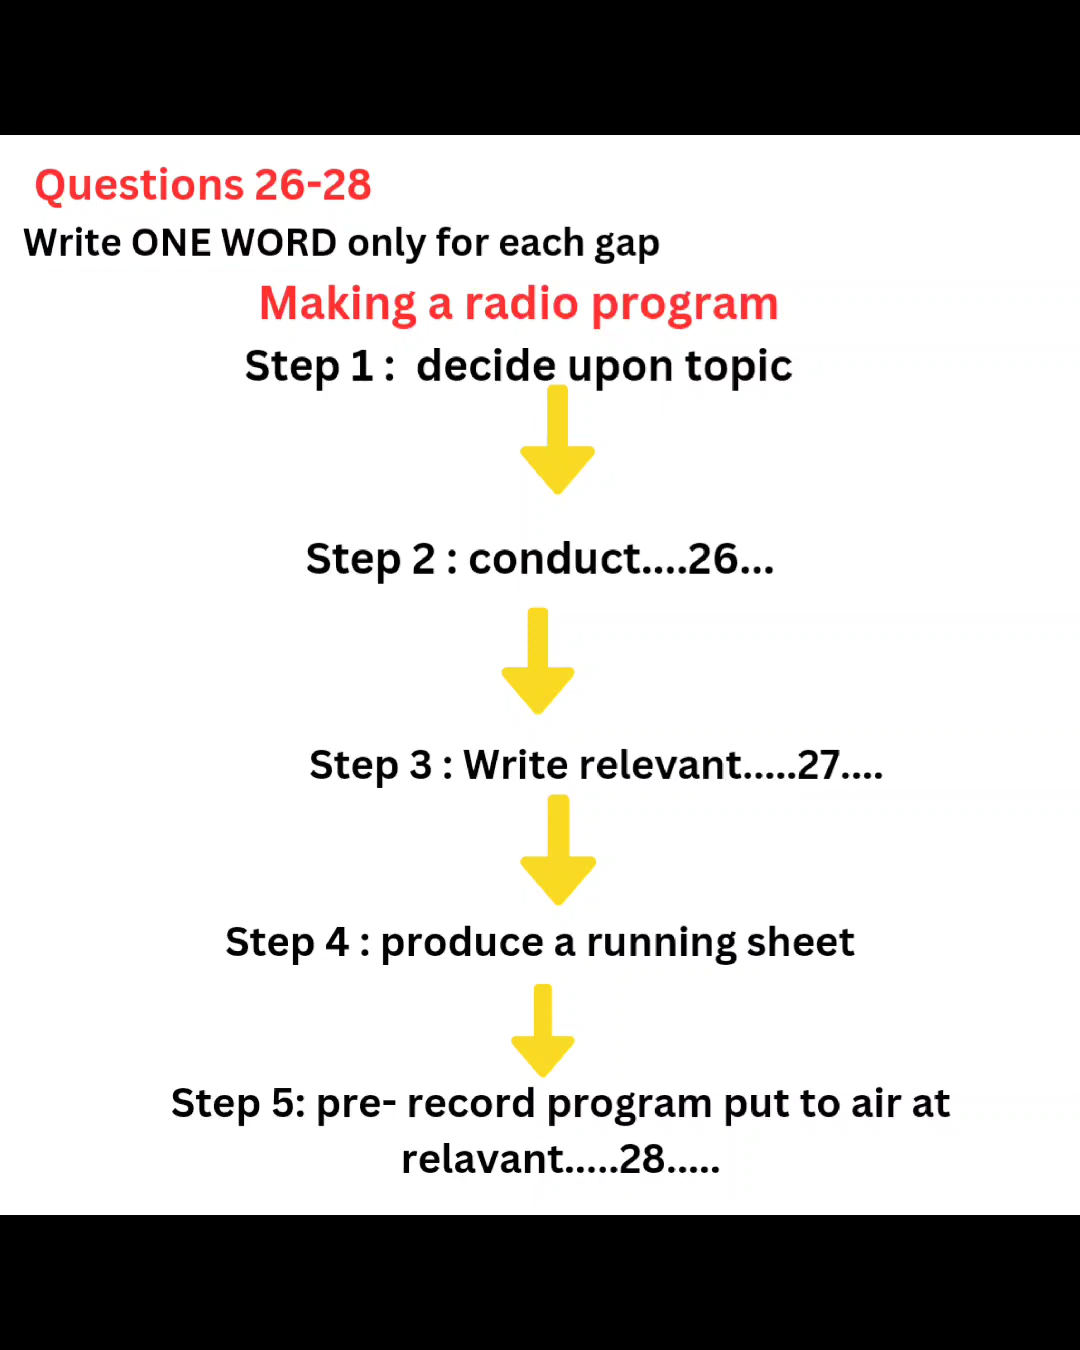 Questions 26-28
Write ONE WORD only for each gap
Making a radio program
Step 1 : decide upon topic
Step 2 : conduct....26...
Step 3 : Write relevant.....27....
Step 4 : produce a running sheet
Step 5: pre- record program put to air at
relavant.....28.....